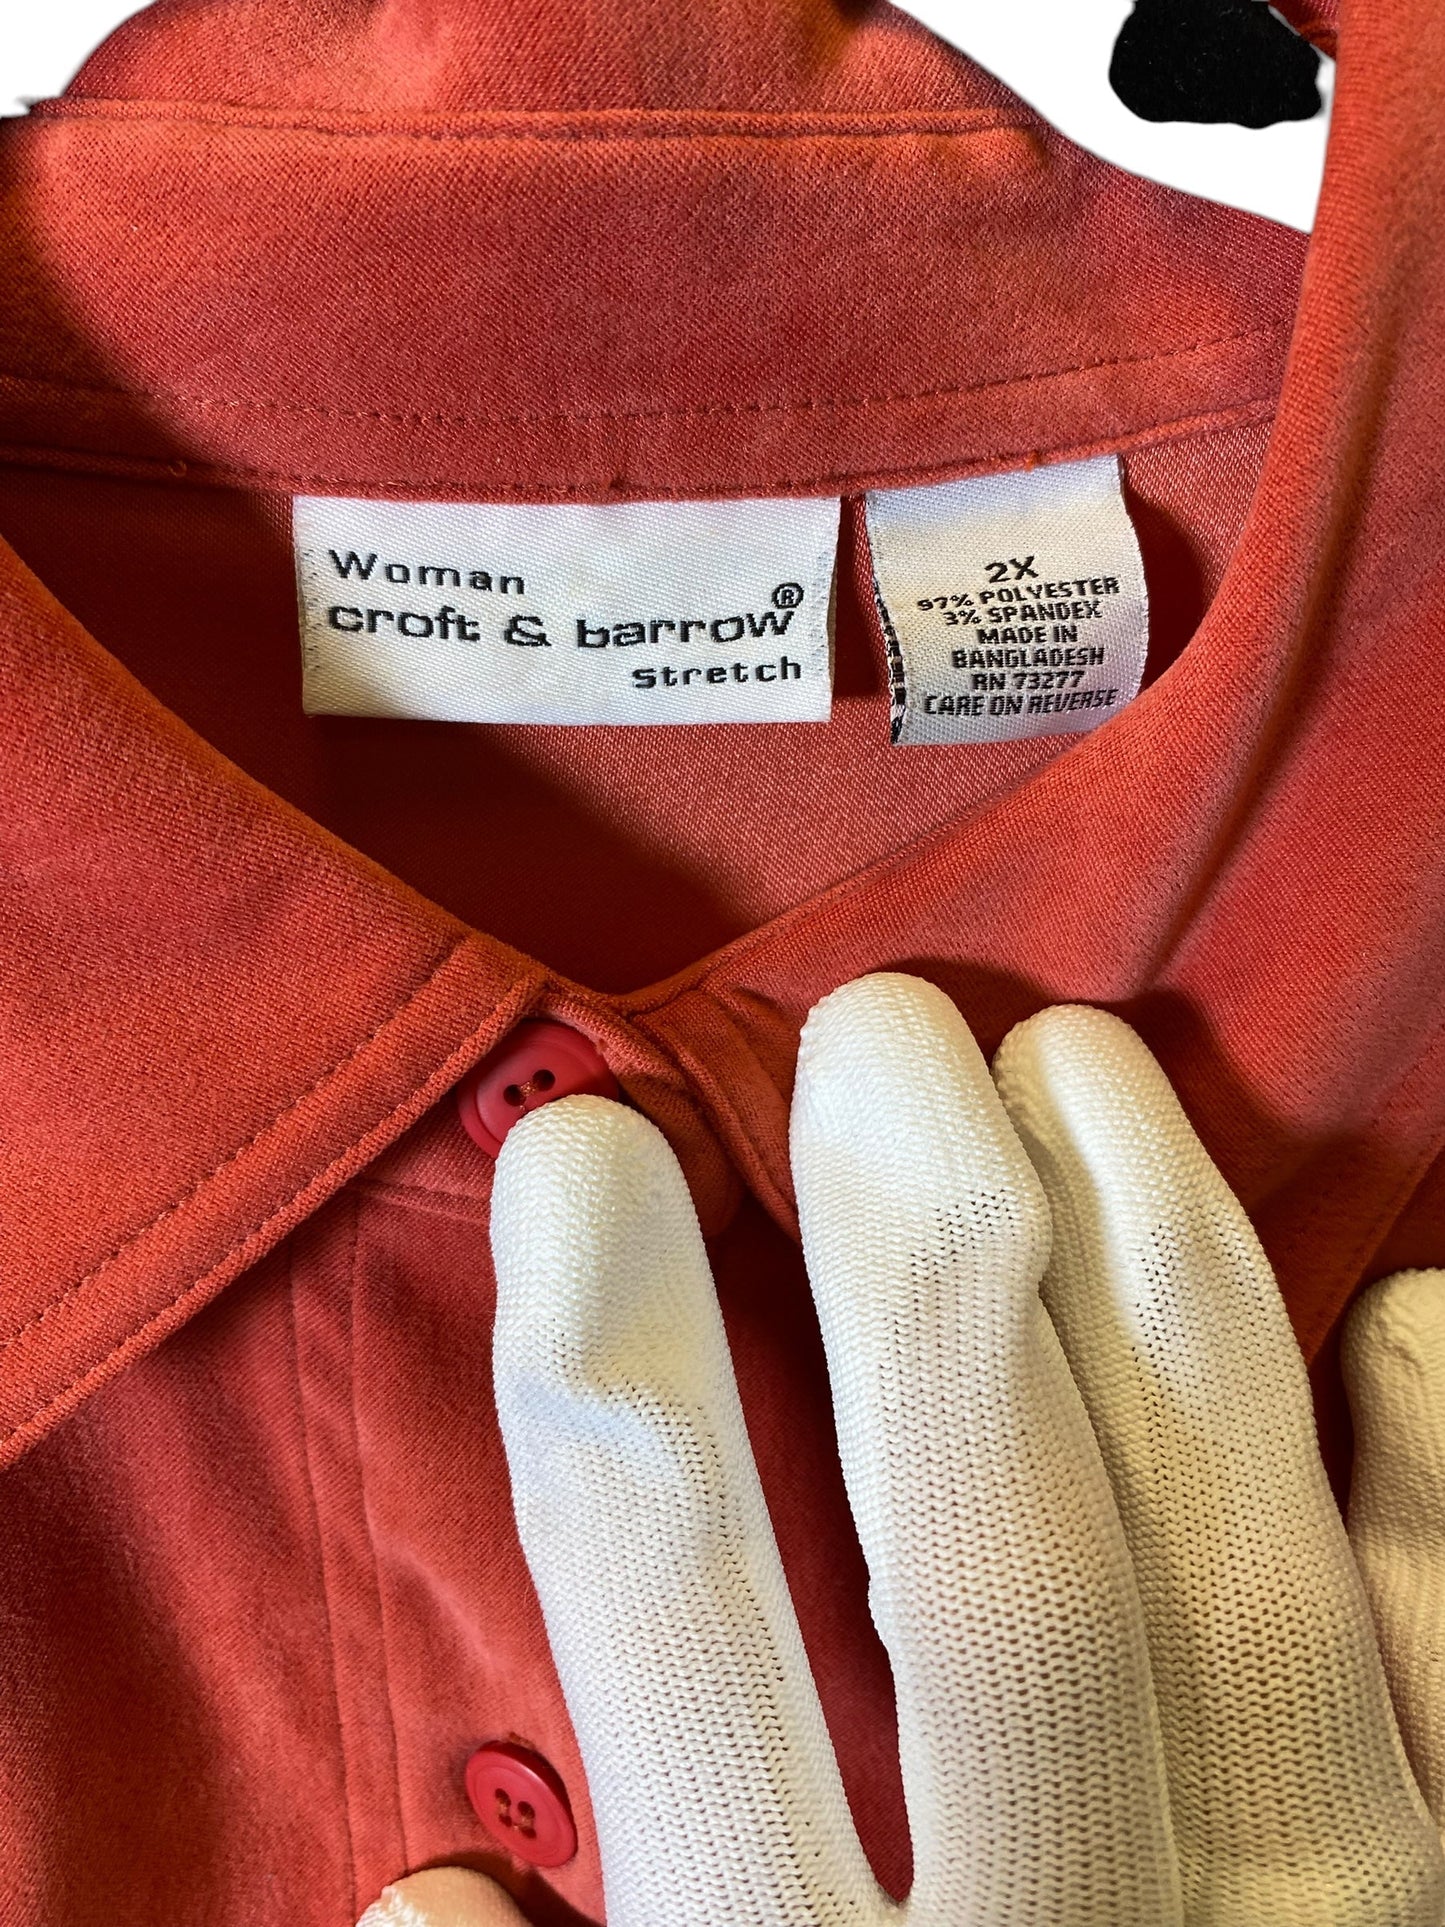 Woman
croft & barrow®
stretch
2X
97% POLYESTER
3% SPANDEX
MADE IN
BANGLADESH
RN 73277
CARE ON REVERSE